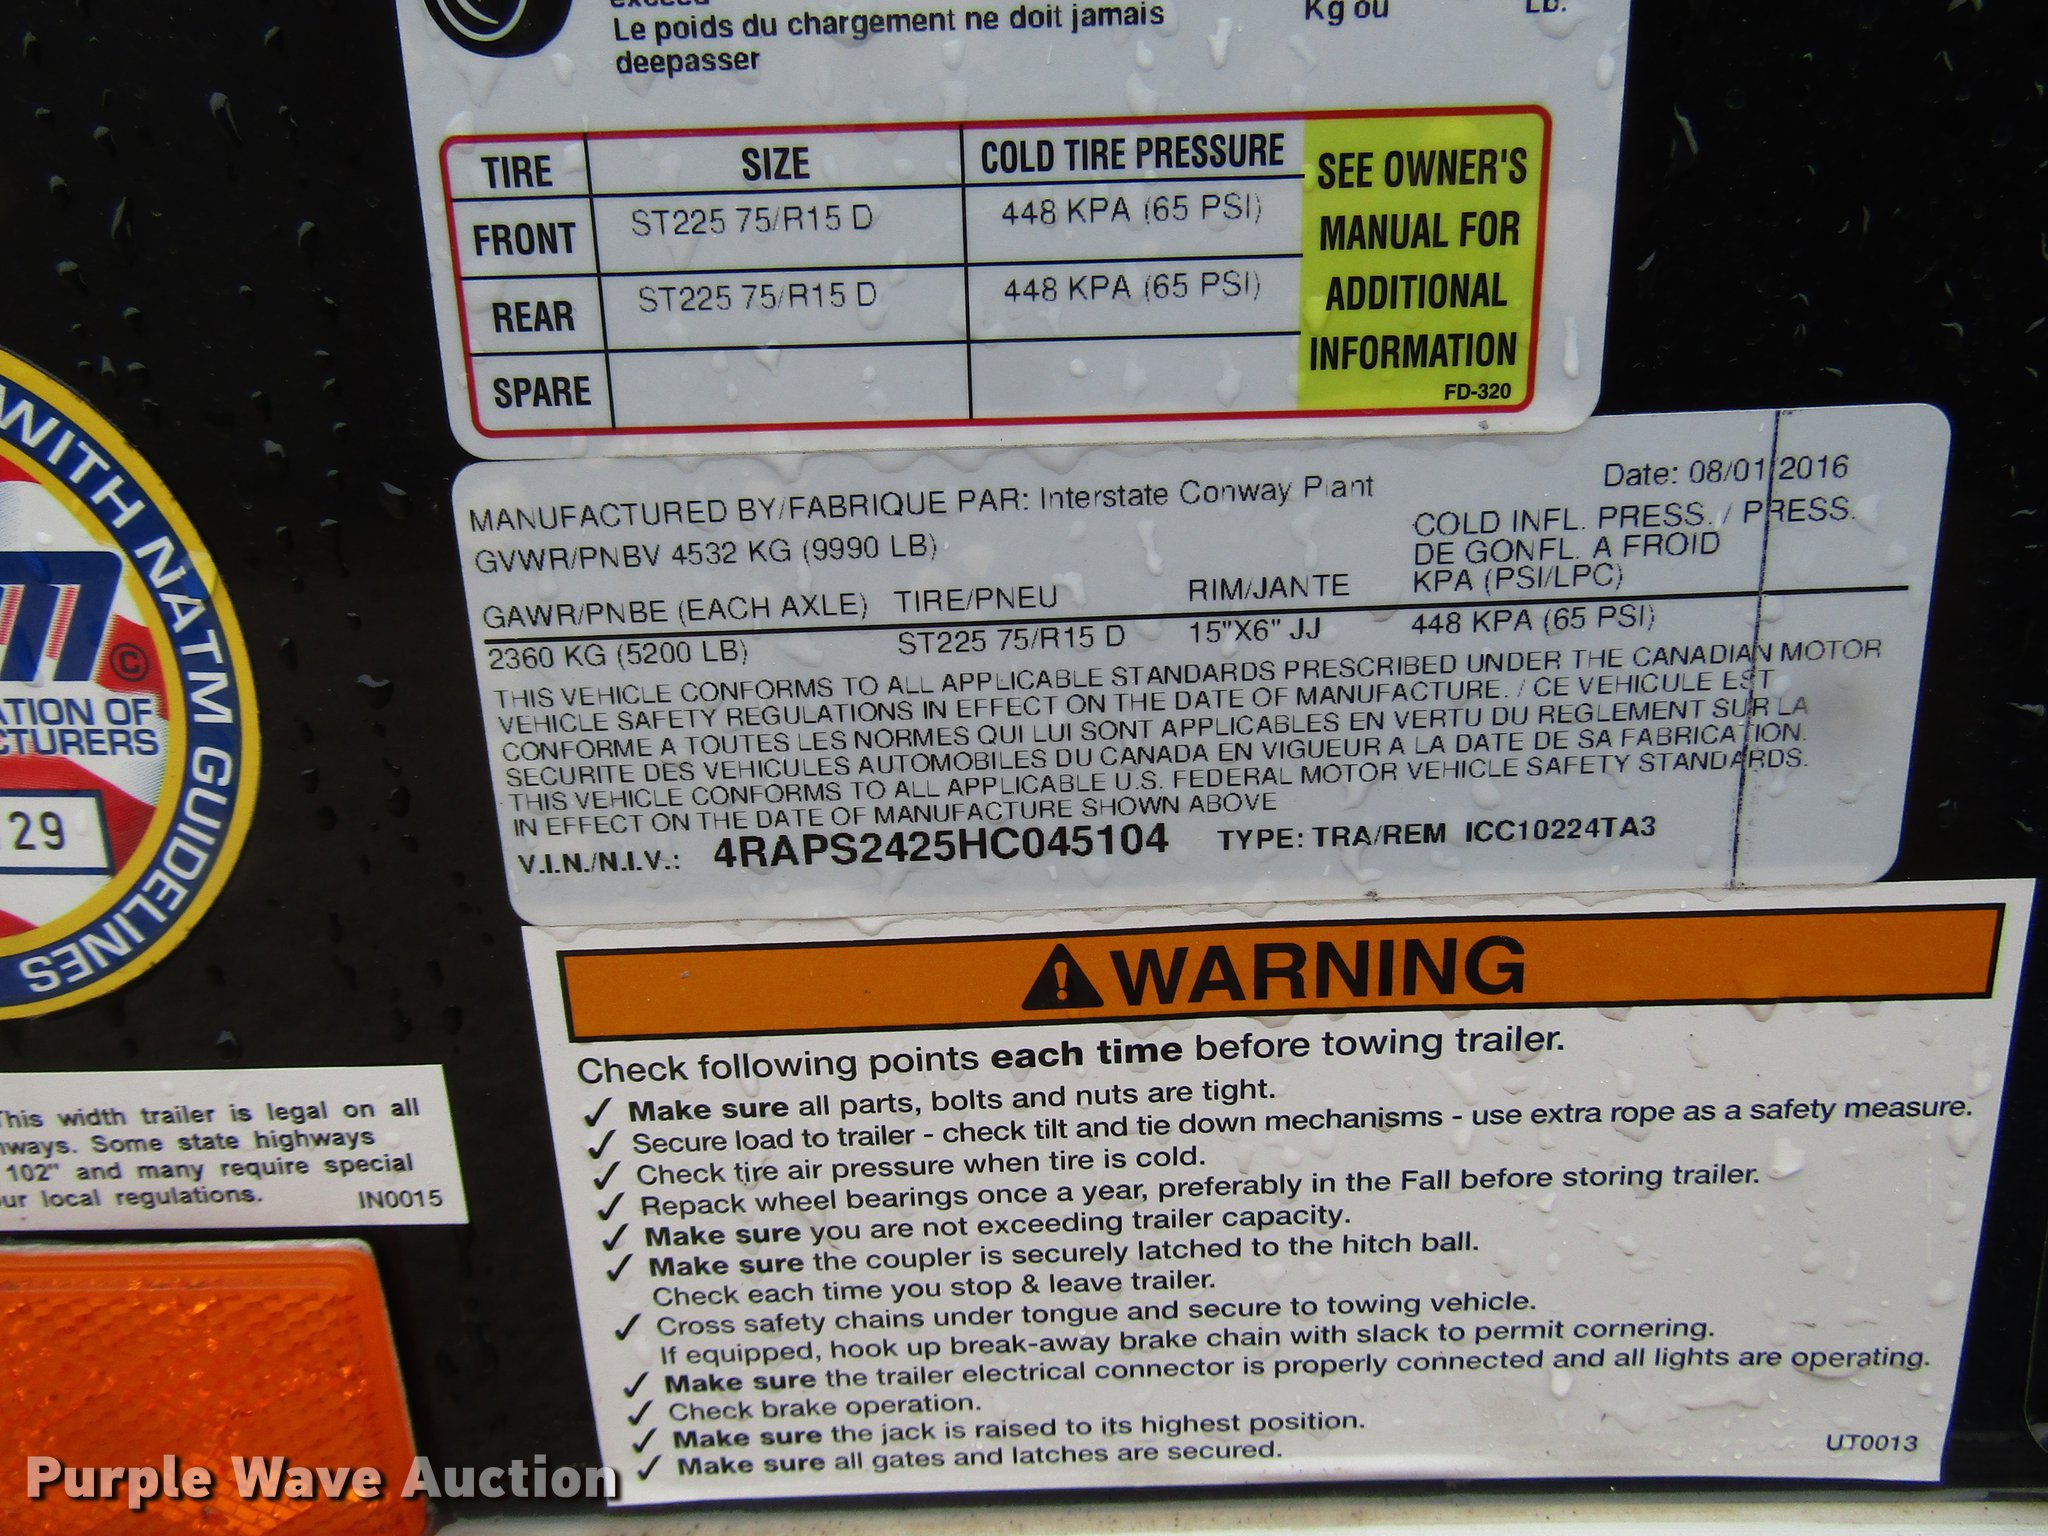 Le poids du chargement ne doit jamais
deepasser
Kg ou
Lb.
TIRE SIZE COLD TIRE PRESSURE
FRONT ST225 75/R15 D 448 KPA (65 PSI)
REAR ST225 75/R15 D 448 KPA (65 PSI)
SPARE
SEE OWNER'S
MANUAL FOR
ADDITIONAL
INFORMATION
FD-320
MANUFACTURED BY/FABRIQUE PAR: Interstate Conway Plant
Date: 08/01/2016
GVWR/PNBV 4532 KG (9990 LB)
COLD INFL. PRESS. / PRESS.
DE GONFL. A FROID
KPA (PSI/LPC)
GAWR/PNBE (EACH AXLE) TIRE/PNEU RIM/JANTE
2360 KG (5200 LB) ST225 75/R15 D 15"X6" JJ 448 KPA (65 PSI)
THIS VEHICLE CONFORMS TO ALL APPLICABLE STANDARDS PRESCRIBED UNDER THE CANADIAN MOTOR
VEHICLE SAFETY REGULATIONS IN EFFECT ON THE DATE OF MANUFACTURE. / CE VEHICULE EST
CONFORME A TOUTES LES NORMES QUI LUI SONT APPLICABLES EN VERTU DU REGLEMENT SUR LA
SECURITE DES VEHICULES AUTOMOBILES DU CANADA EN VIGUEUR A LA DATE DE SA FABRICATION.
THIS VEHICLE CONFORMS TO ALL APPLICABLE U.S. FEDERAL MOTOR VEHICLE SAFETY STANDARDS.
IN EFFECT ON THE DATE OF MANUFACTURE SHOWN ABOVE
V.I.N./N.I.V.: 4RAPS2425HC045104 TYPE: TRA/REM ICC10224TA3
WITH NATM GUIDELINES
©
ATION OF
CTURERS
29
This width trailer is legal on all
ways. Some state highways
102" and many require special
ur local regulations. IN0015
WARNING
Check following points each time before towing trailer.
✓ Make sure all parts, bolts and nuts are tight.
✓ Secure load to trailer - check tilt and tie down mechanisms - use extra rope as a safety measure.
✓ Check tire air pressure when tire is cold.
✓ Repack wheel bearings once a year, preferably in the Fall before storing trailer.
✓ Make sure you are not exceeding trailer capacity.
✓ Make sure the coupler is securely latched to the hitch ball.
Check each time you stop & leave trailer.
✓ Cross safety chains under tongue and secure to towing vehicle.
If equipped, hook up break-away brake chain with slack to permit cornering.
✓ Make sure the trailer electrical connector is properly connected and all lights are operating.
✓ Check brake operation.
✓ Make sure the jack is raised to its highest position.
✓ Make sure all gates and latches are secured.
UT0013
Purple Wave Auction